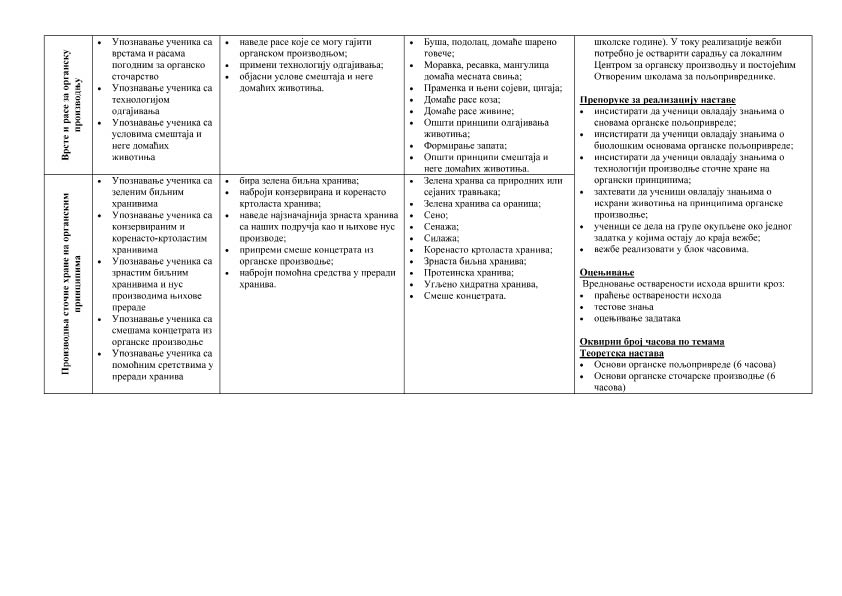 Врсте и расе за органску
производњу
• Упознавање ученика са
врстама и расама
погодним за органско
сточарство
• Упознавање ученика са
технологијом
одгајивања
• Упознавање ученика са
условима смештаја и
неге домаћих
животиња
• наведе расе које се могу гајити
органском производњом;
• примени технологију одгајивања;
• објасни услове смештаја и неге
домаћих животиња.
• Буша, подолац, домаће шарено
говече;
• Моравка, ресавка, мангулица
домаћа месната свиња;
• Праменка и њени сојеви, цигаја;
• Домаће расе коза;
• Домаће расе живине;
• Општи принципи одгајивања
животиња;
• Формирање запата;
• Општи принципи смештаја и
неге домаћих животиња.
Производња сточне хране на органским
принципима
• Упознавање ученика са
зеленим биљним
хранивима
• Упознавање ученика са
конзервираним и
коренасто-кртоластим
хранивима
• Упознавање ученика са
зрнастим биљним
хранивима и нус
производима њихове
прераде
• Упознавање ученика са
смешама концетрата из
органске производње
• Упознавање ученика са
помоћним сретствима у
преради хранива
• бира зелена биљна хранива;
• наброји конзервирана и коренасто
кртоласта хранива;
• наведе најзначајнија зрнаста хранива
са наших подручја као и њихове нус
производе;
• припреми смеше концетрата из
органске производње;
• наброји помоћна средства у преради
хранива.
• Зелена хранва са природних или
сејаних травњака;
• Зелена хранива са ораница;
• Сено;
• Сенажа;
• Силажа;
• Коренасто кртоласта хранива;
• Зрнаста биљна хранива;
• Протеинска хранива;
• Угљено хидратна хранива,
• Смеше концетрата.
школске године). У току реализације вежби
потребно је остварити сарадњу са локалним
Центром за органску производњу и постојећим
Отвореним школама за пољопривреднике.
Препоруке за реализацију наставе
• инсистирати да ученици овладају знањима о
сновама органске пољопривреде;
• инсистирати да ученици овладају знањима о
биолошким основама органске пољопривреде;
• инсистирати да ученици овладају знањима о
технологији производње сточне хране на
органски принципима;
• захтевати да ученици овладају знањима о
исхрани животиња на принципима органске
производње;
• ученици се дела на групе окупљене око једног
задатка у којима остају до краја вежбе;
• вежбе реализовати у блок часовима.
Оцењивање
Вредновање остварености исхода вршити кроз:
• праћење остварености исхода
• тестове знања
• оцењивање задатака
Оквирни број часова по темама
Теоретска настава
• Основи органске пољопривреде (6 часова)
• Основи органске сточарске производње (6
часова)